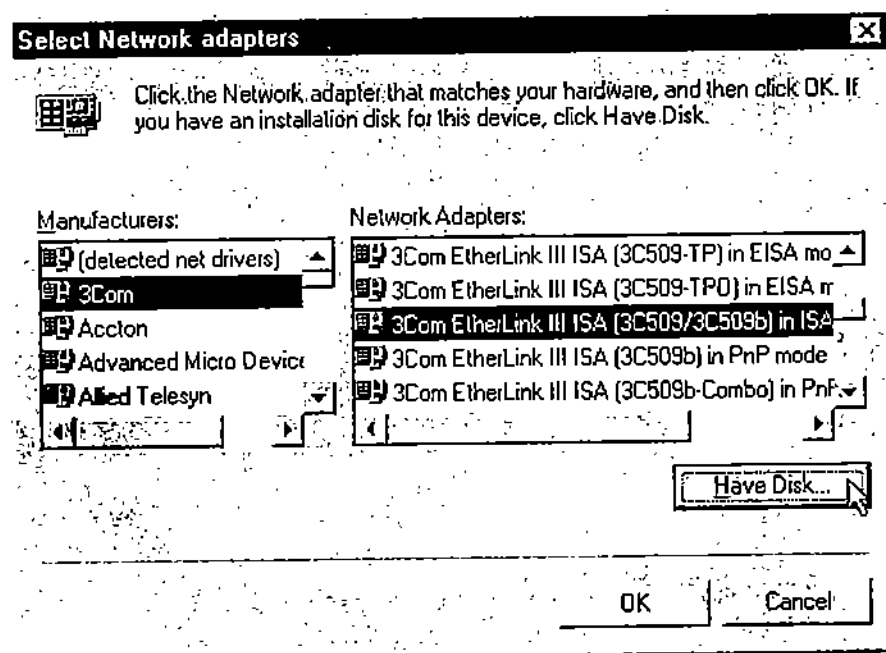 Select Network adapters
Click the Network adapter that matches your hardware, and then click OK. If
you have an installation disk for this device, click Have Disk.
Manufacturers:
(detected net drivers)
3Com
Accton
Advanced Micro Device
Allied Telesyn
Network Adapters:
3Com EtherLink III ISA (3C509-TP) in EISA mo
3Com EtherLink III ISA (3C509-TPO) in EISA m
3Com EtherLink III ISA (3C509/3C509b) in ISA
3Com EtherLink III ISA (3C509b) in PnP mode
3Com EtherLink III ISA (3C509b-Combo) in PnP
Have Disk...
OK
Cancel